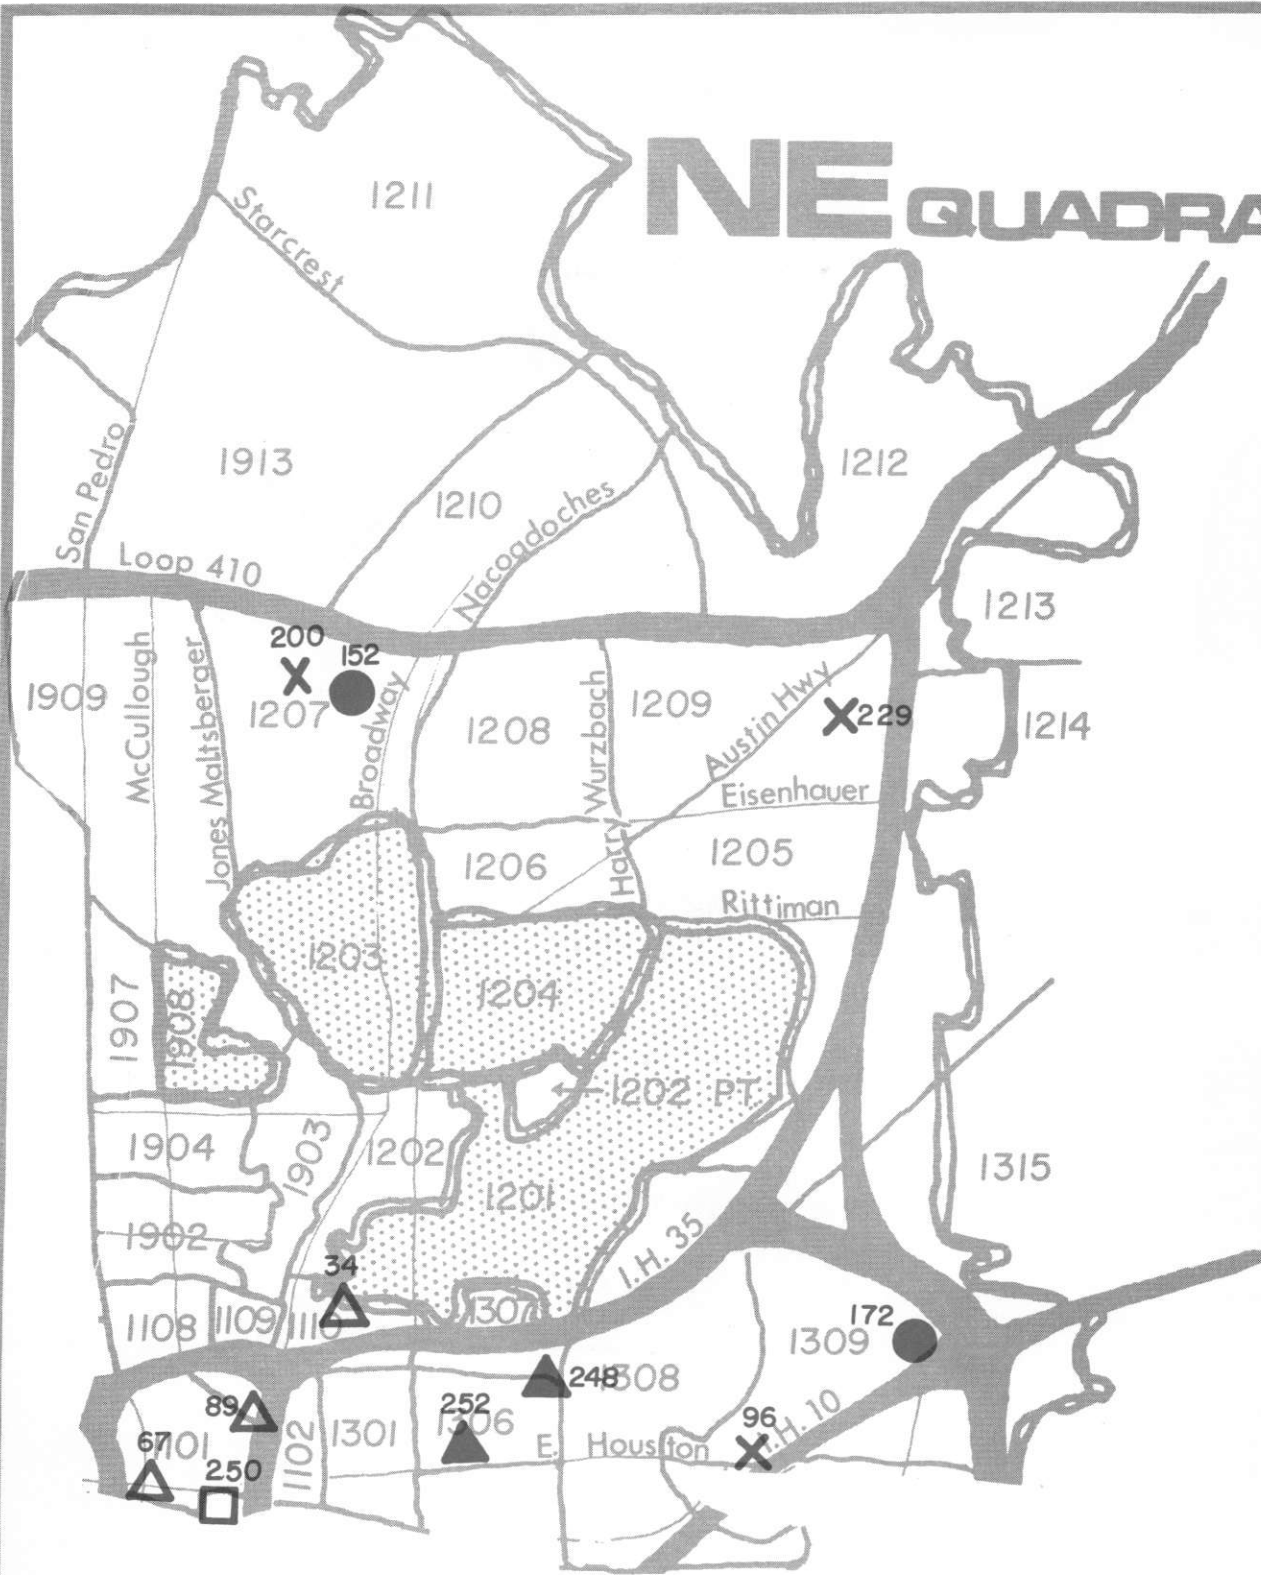 NE QUADRA
1211
Starcrest
San Pedro
1913
1210
Nacogdoches
1212
Loop 410
1213
200
152
1909
McCullough
Jones Maltsberger
1207
Broadway
1208
Harry Wurzbach
1209
Austin Hwy
229
1214
Eisenhauer
1206
1205
Rittiman
1203
1204
1907
1908
1202 PT
1904
1903
1202
1201
1315
1902
I.H. 35
34
1108
1109
1110
1307
172
1309
1308
248
89
252
1306
96
I.H. 10
67
1101
1102
1301
E. Houston
250